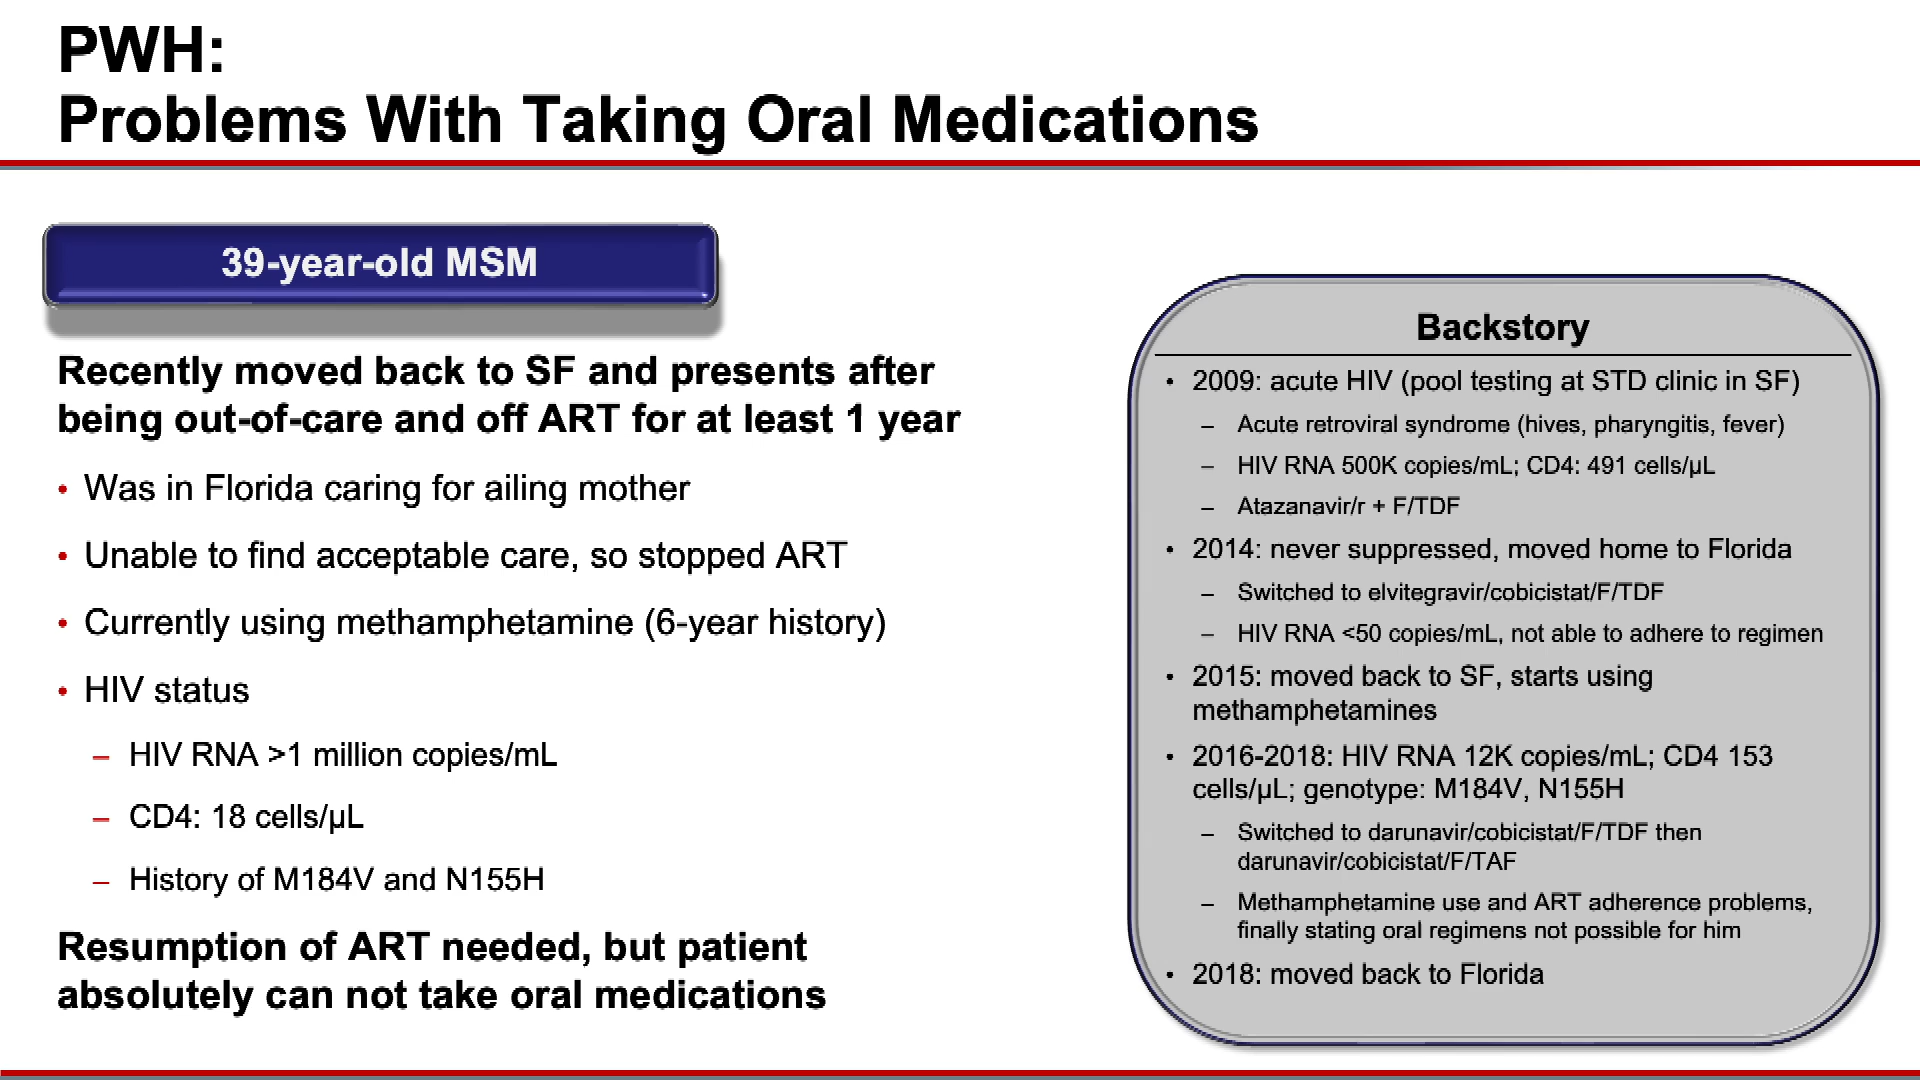 PWH:
Problems With Taking Oral Medications
39-year-old MSM
Recently moved back to SF and presents after
being out-of-care and off ART for at least 1 year
• Was in Florida caring for ailing mother
• Unable to find acceptable care, so stopped ART
• Currently using methamphetamine (6-year history)
• HIV status
– HIV RNA >1 million copies/mL
– CD4: 18 cells/µL
– History of M184V and N155H
Resumption of ART needed, but patient
absolutely can not take oral medications
Backstory
• 2009: acute HIV (pool testing at STD clinic in SF)
– Acute retroviral syndrome (hives, pharyngitis, fever)
– HIV RNA 500K copies/mL; CD4: 491 cells/µL
– Atazanavir/r + F/TDF
• 2014: never suppressed, moved home to Florida
– Switched to elvitegravir/cobicistat/F/TDF
– HIV RNA <50 copies/mL, not able to adhere to regimen
• 2015: moved back to SF, starts using
methamphetamines
• 2016-2018: HIV RNA 12K copies/mL; CD4 153
cells/µL; genotype: M184V, N155H
– Switched to darunavir/cobicistat/F/TDF then
darunavir/cobicistat/F/TAF
– Methamphetamine use and ART adherence problems,
finally stating oral regimens not possible for him
• 2018: moved back to Florida